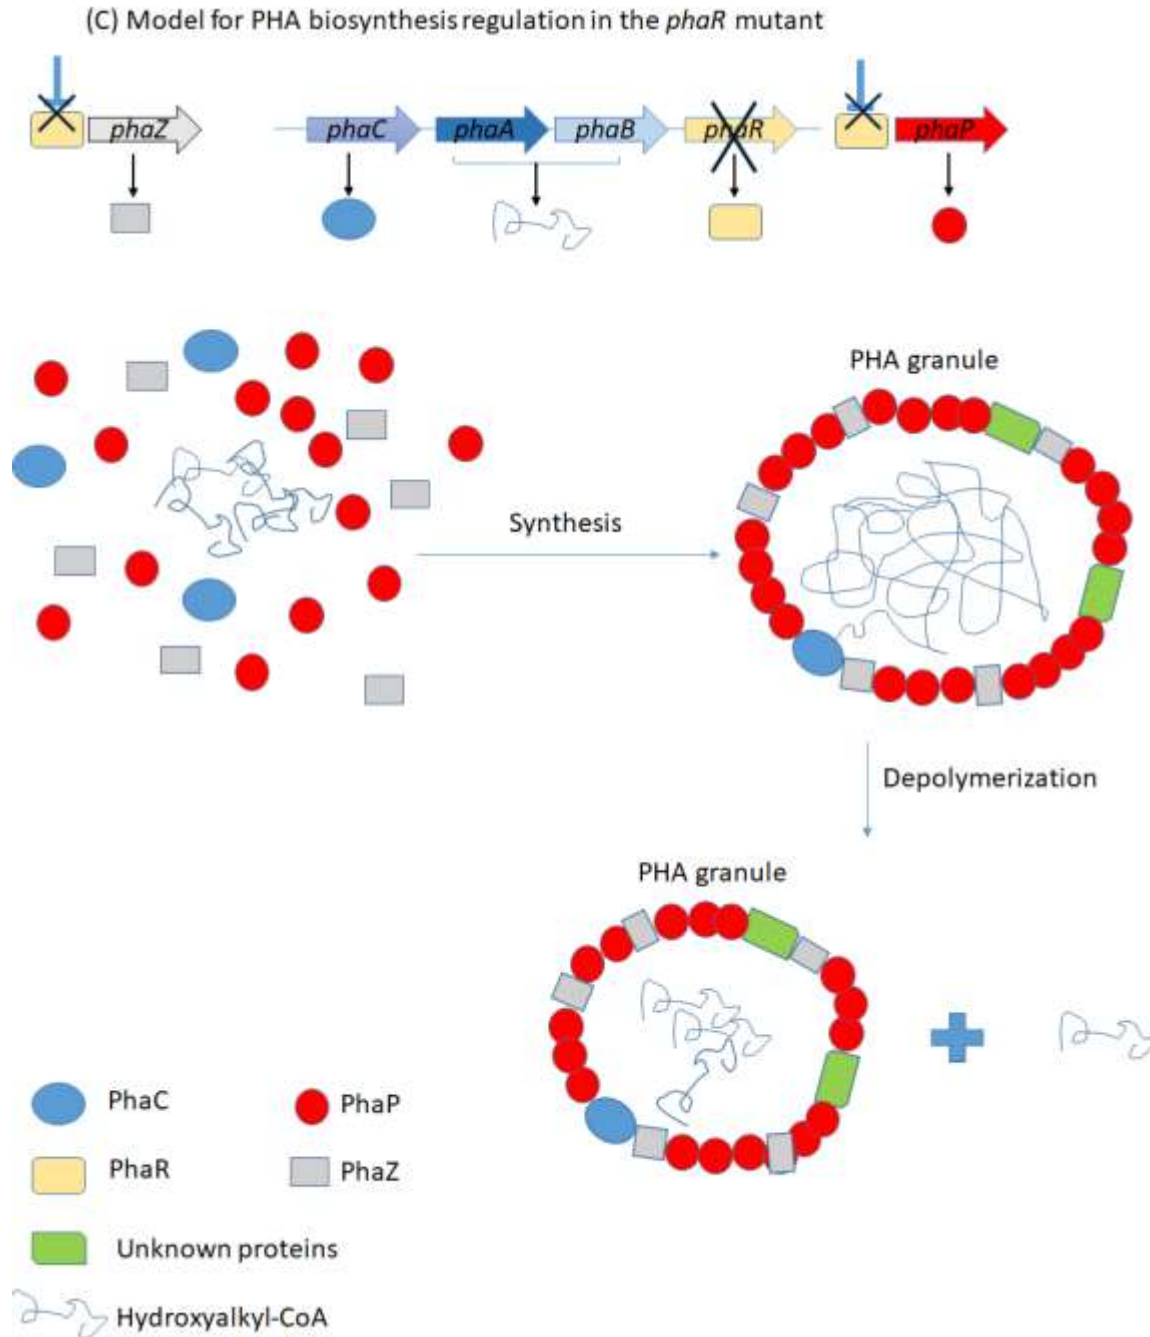 (C) Model for PHA biosynthesis regulation in the phaR mutant
phaZ phaC phaA phaB phaR phaP
PHA granule
Synthesis
Depolymerization
PHA granule
PhaC PhaP
PhaR PhaZ
Unknown proteins
Hydroxyalkyl-CoA